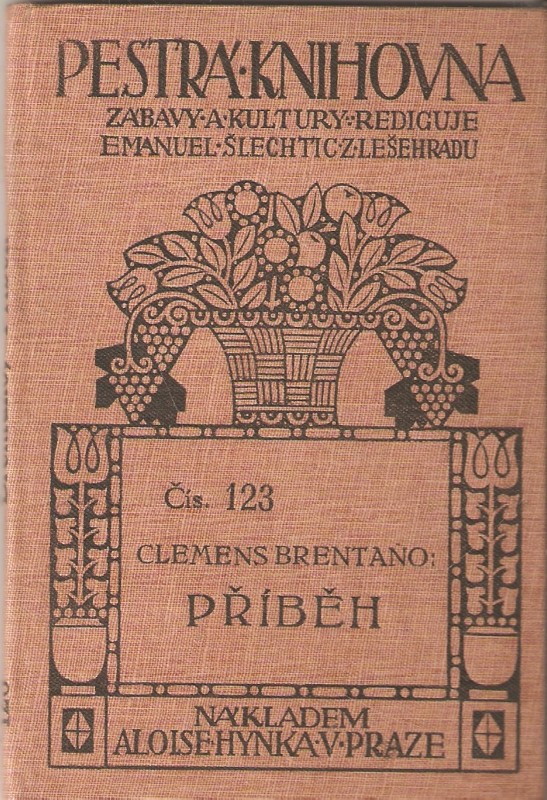 PESTRÁ·KNIHOVNA
ZÁBAVY·A·KULTURY·REDIGUJE
EMANUEL·ŠLECHTIC·Z·LEŠEHRADU
Čís. 123
CLEMENS BRENTANO:
PŘÍBĚH
NÁKLADEM
ALOISE·HYNKA·V·PRAZE